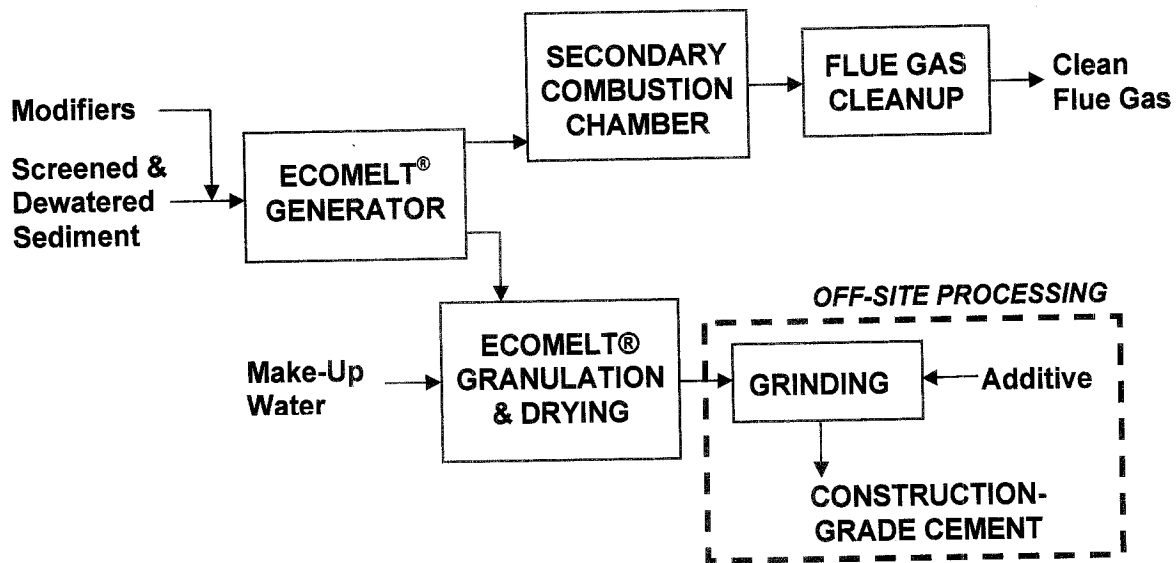 Modifiers
Screened &
Dewatered
Sediment
ECOMELT®
GENERATOR
SECONDARY
COMBUSTION
CHAMBER
FLUE GAS
CLEANUP
Clean
Flue Gas
Make-Up
Water
ECOMELT®
GRANULATION
& DRYING
OFF-SITE PROCESSING
GRINDING
Additive
CONSTRUCTION-
GRADE CEMENT